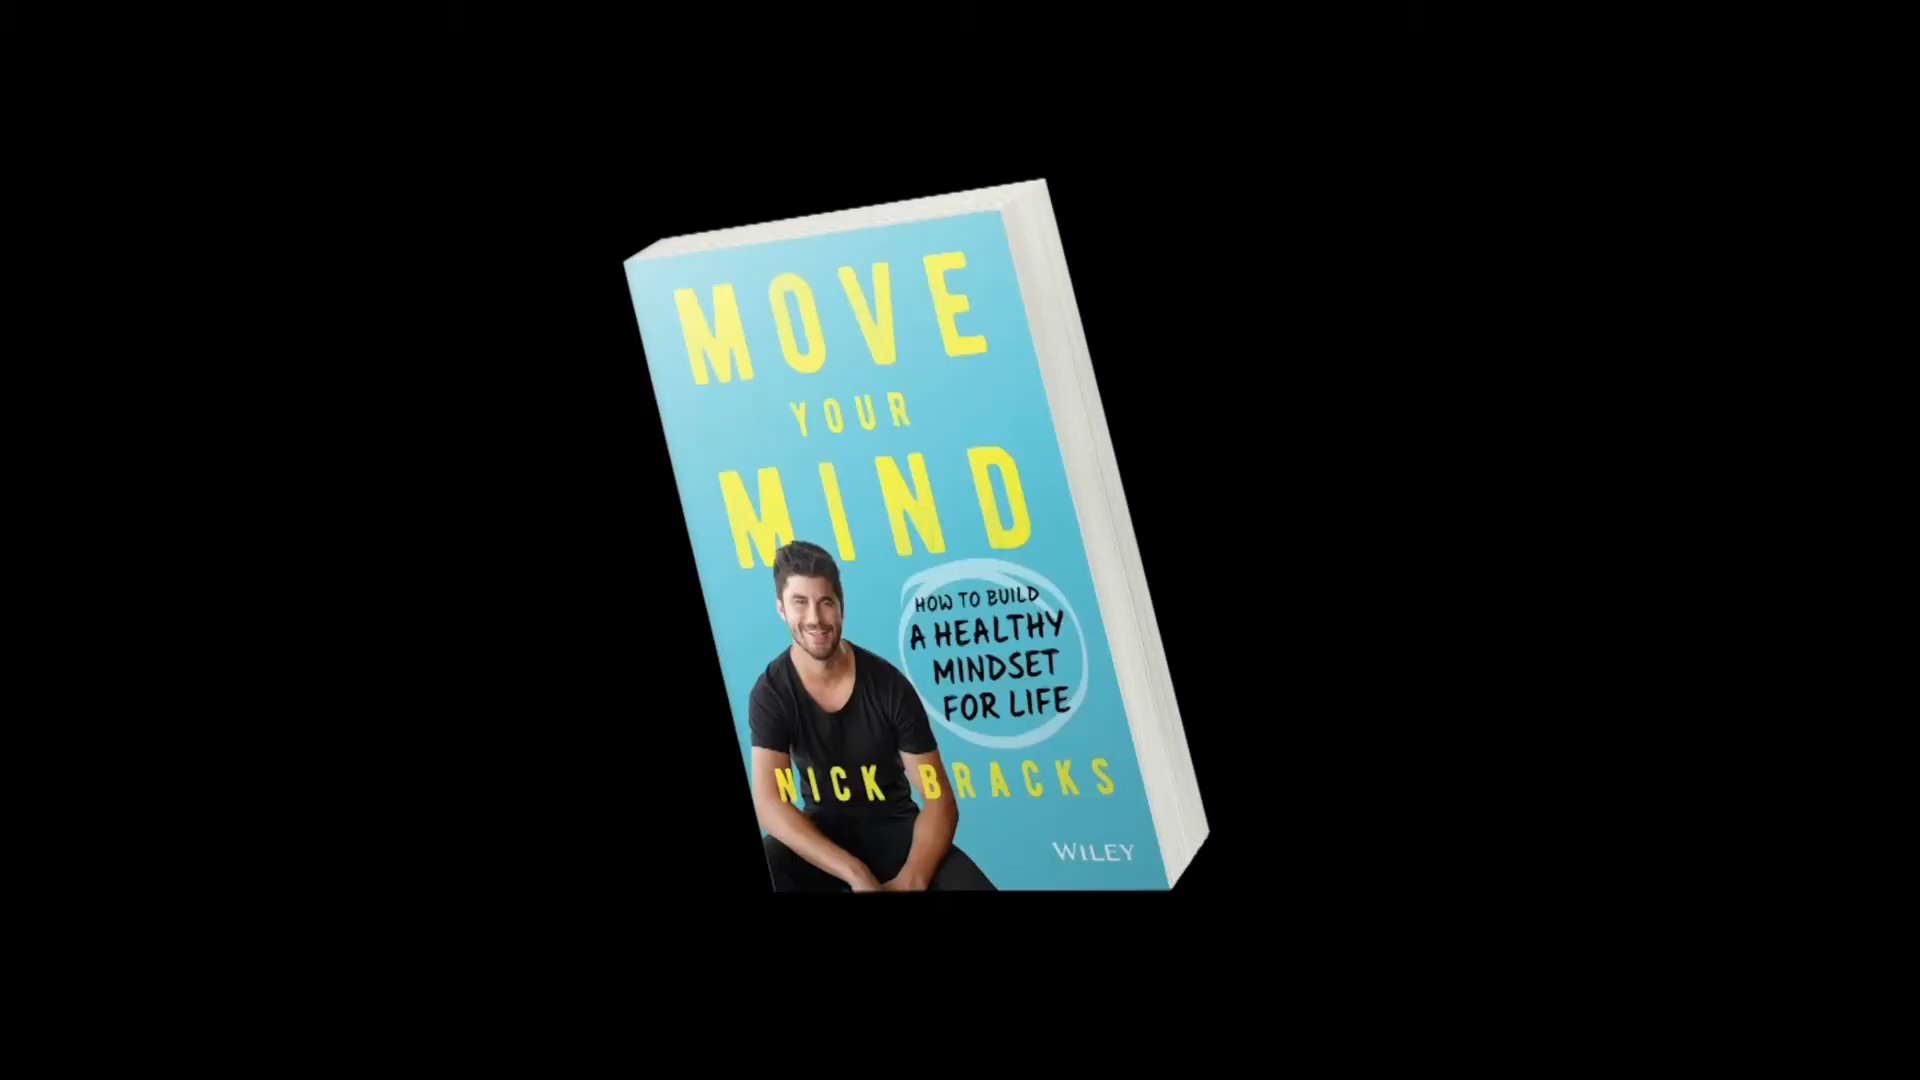 MOVE
YOUR
MIND
HOW TO BUILD
A HEALTHY
MINDSET
FOR LIFE
NICK BRACKS
WILEY